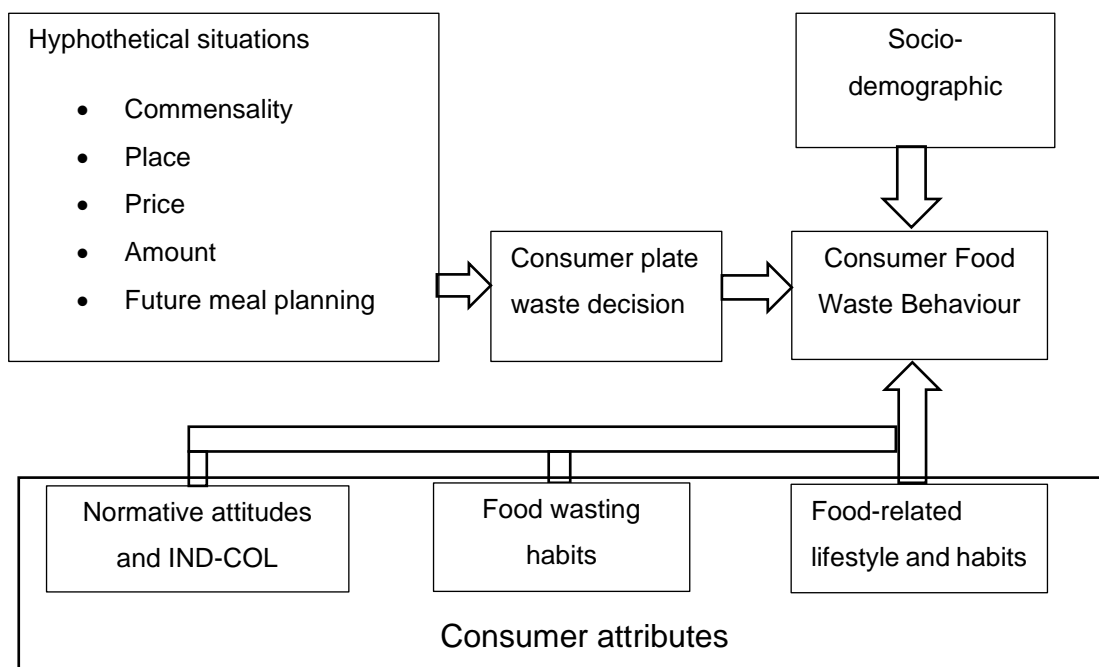 Hyphothetical situations
• Commensality
• Place
• Price
• Amount
• Future meal planning
Socio-
demographic
Consumer plate
waste decision
Consumer Food
Waste Behaviour
Normative attitudes
and IND-COL
Food wasting
habits
Food-related
lifestyle and habits
Consumer attributes